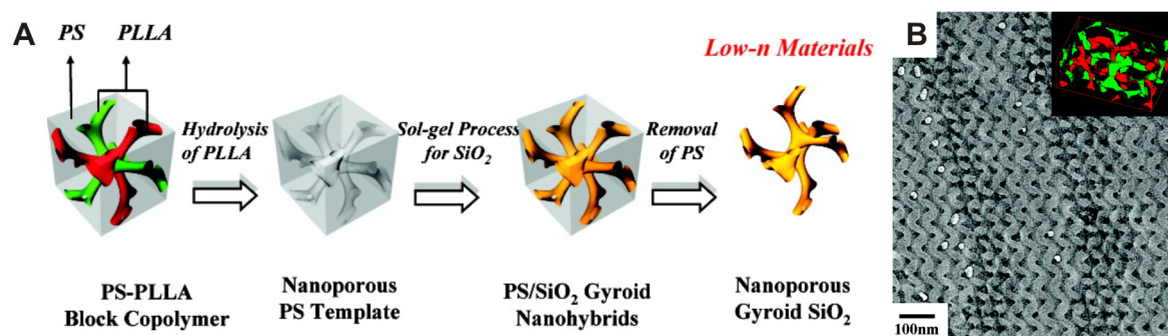 A
PS
PLLA
Hydrolysis
of PLLA
Sol-gel Process
for SiO₂
Low-n Materials
Removal
of PS
PS-PLLA
Block Copolymer
Nanoporous
PS Template
PS/SiO₂ Gyroid
Nanohybrids
Nanoporous
Gyroid SiO₂
B
100nm